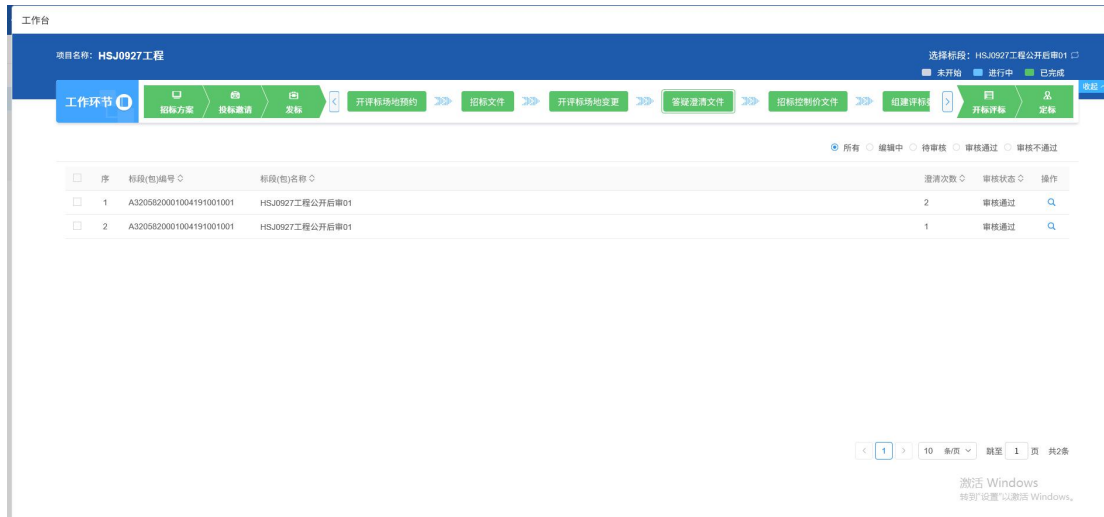 工作台
项目名称：HSJ0927工程
选择标段：HSJ0927工程公开后审01
未开始 进行中 已完成
收起
工作环节 招标方案 投标邀请 发标 开评标场地预约 招标文件 开评标场地变更 答疑澄清文件 招标控制价文件 组建评标 开标评标 定标
所有 编辑中 待审核 审核通过 审核不通过
序 标段(包)编号 标段(包)名称 澄清次数 审核状态 操作
1 A3205820001004191001001 HSJ0927工程公开后审01 2 审核通过
2 A3205820001004191001001 HSJ0927工程公开后审01 1 审核通过
1 10 条/页 跳至 1 页 共2条
激活 Windows
转到"设置"以激活 Windows。